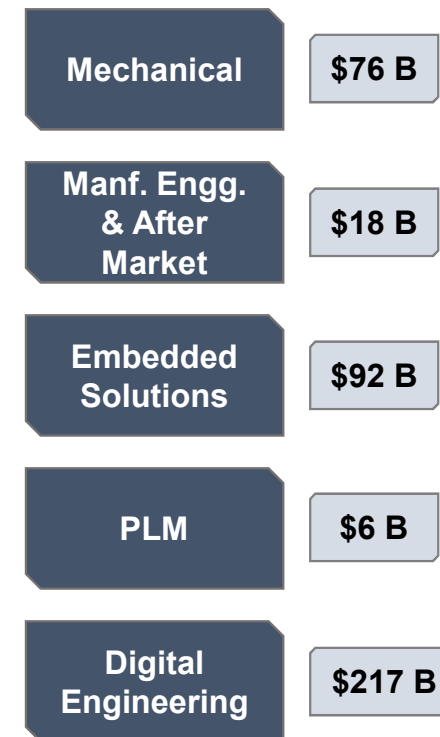 Mechanical
$76 B
Manf. Engg.
& After
Market
$18 B
Embedded
Solutions
$92 B
PLM
$6 B
Digital
Engineering
$217 B